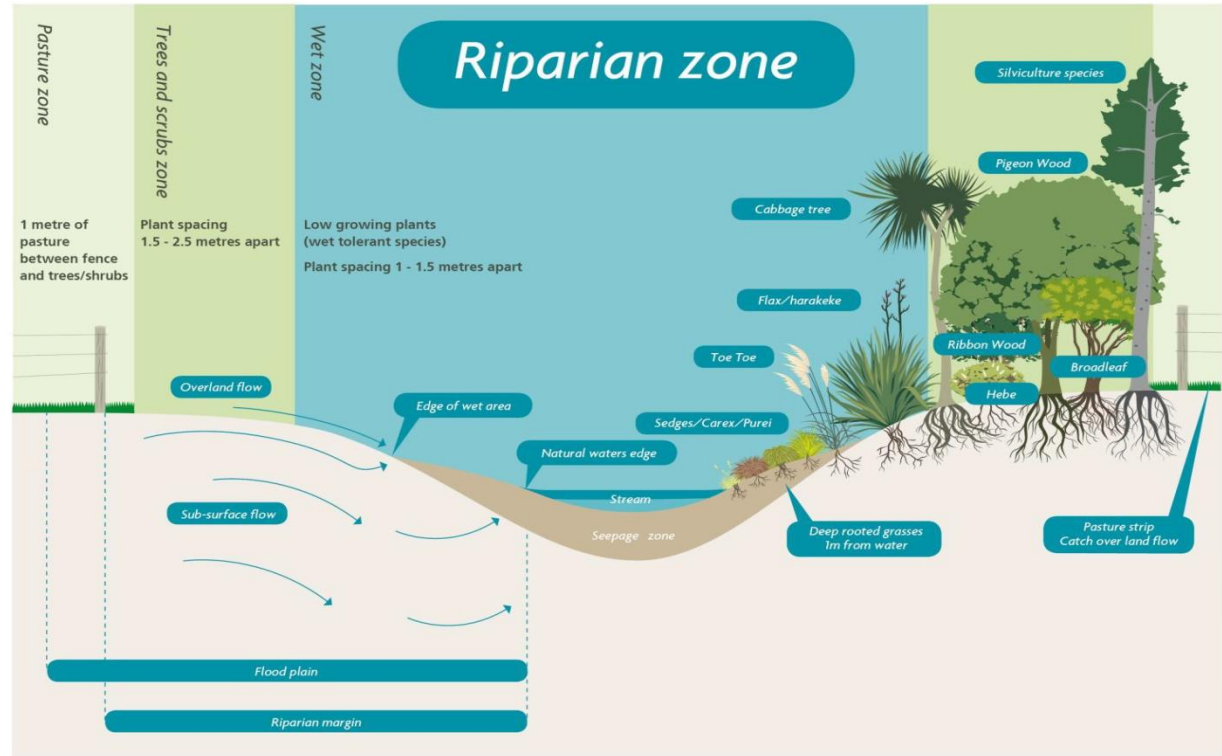 Riparian zone
Pasture zone
Trees and scrubs zone
Wet zone
1 metre of
pasture
between fence
and trees/shrubs
Plant spacing
1.5 - 2.5 metres apart
Low growing plants
(wet tolerant species)
Plant spacing 1 - 1.5 metres apart
Silviculture species
Pigeon Wood
Cabbage tree
Flax/harakeke
Ribbon Wood
Toe Toe
Broadleaf
Hebe
Sedges/Carex/Purei
Overland flow
Edge of wet area
Natural waters edge
Stream
Seepage zone
Sub-surface flow
Deep rooted grasses
1m from water
Pasture strip
Catch over land flow
Flood plain
Riparian margin